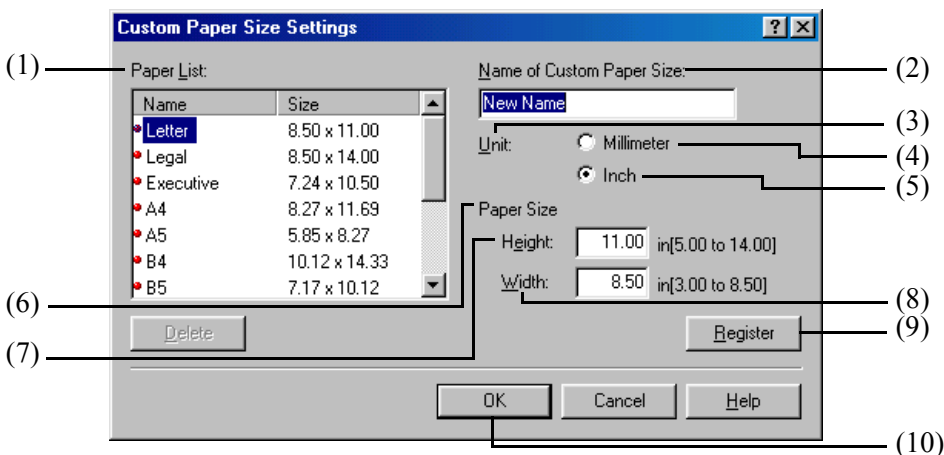 Custom Paper Size Settings
(1)
Paper List:
Name of Custom Paper Size:
(2)
Name Size
New Name
Letter 8.50 x 11.00
(3)
Legal 8.50 x 14.00
Unit: Millimeter
(4)
Executive 7.24 x 10.50
Inch
(5)
A4 8.27 x 11.69
Paper Size
A5 5.85 x 8.27
Height: 11.00 in[5.00 to 14.00]
B4 10.12 x 14.33
B5 7.17 x 10.12
Width: 8.50 in[3.00 to 8.50]
(6)
(8)
Delete
Register
(9)
(7)
OK Cancel Help
(10)